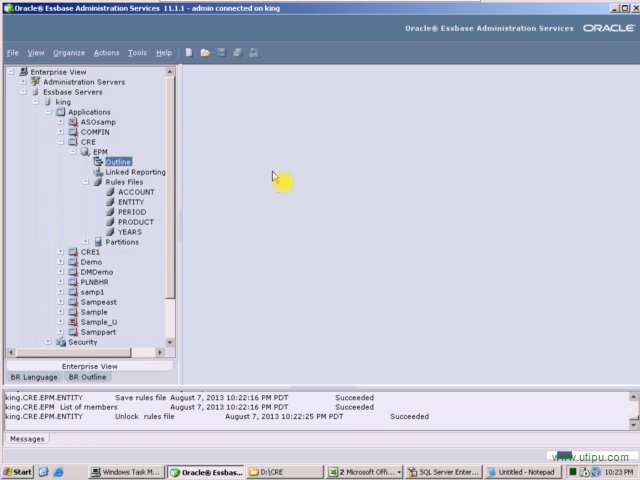 Oracle® Essbase Administration Services 11.1.1 - admin connected on king
Oracle® Essbase Administration Services ORACLE
File View Organize Actions Tools Help
Enterprise View
Administration Servers
Essbase Servers
king
Applications
ASOsamp
COMFIN
CRE
EPM
Outline
Linked Reporting
Rules Files
ACCOUNT
ENTITY
PERIOD
PRODUCT
YEARS
Partitions
CRE1
Demo
DMDemo
PLNBHR
samp1
Sampeast
Sample
Sample_U
Samppart
Security
Enterprise View
BR Language BR Outline
king.CRE.EPM.ENTITY Save rules file August 7, 2013 10:22:16 PM PDT Succeeded
king.CRE.EPM List of members August 7, 2013 10:22:16 PM PDT Succeeded
king.CRE.EPM.ENTITY Unlock rules file August 7, 2013 10:22:25 PM PDT Succeeded
Messages
www.utipu.com
Start Windows Task M... Oracle® Essbas... D:\CRE 2 Microsoft Offi... SQL Server Enter... Untitled - Notepad 10:23 PM